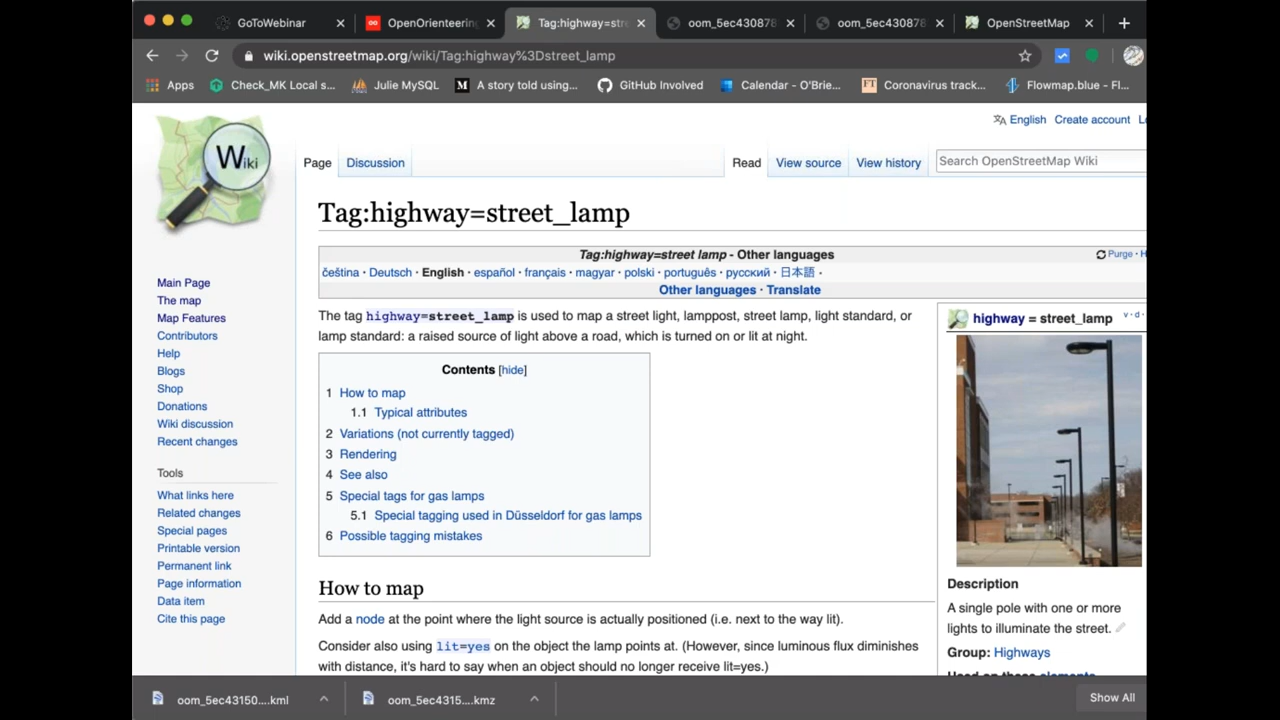 GoToWebinar
OpenOrienteering
Tag:highway=stre
oom_5ec430878
oom_5ec430878
OpenStreetMap
wiki.openstreetmap.org/wiki/Tag:highway%3Dstreet_lamp
Apps
Check_MK Local s...
Julie MySQL
A story told using...
GitHub Involved
Calendar - O'Brie...
FT Coronavirus track...
Flowmap.blue - Fl...
Wiki
English Create account
Page Discussion Read View source View history Search OpenStreetMap Wiki
Tag:highway=street_lamp
Tag:highway=street lamp - Other languages
Purge · H
čeština · Deutsch · English · español · français · magyar · polski · português · русский · 日本語 ·
Other languages · Translate
Main Page
The map
Map Features
Contributors
Help
Blogs
Shop
Donations
Wiki discussion
Recent changes
Tools
What links here
Related changes
Special pages
Printable version
Permanent link
Page information
Data item
Cite this page
The tag highway=street_lamp is used to map a street light, lamppost, street lamp, light standard, or
lamp standard: a raised source of light above a road, which is turned on or lit at night.
Contents [hide]
1 How to map
1.1 Typical attributes
2 Variations (not currently tagged)
3 Rendering
4 See also
5 Special tags for gas lamps
5.1 Special tagging used in Düsseldorf for gas lamps
6 Possible tagging mistakes
How to map
Add a node at the point where the light source is actually positioned (i.e. next to the way lit).
Consider also using lit=yes on the object the lamp points at. (However, since luminous flux diminishes
with distance, it's hard to say when an object should no longer receive lit=yes.)
highway = street_lamp
v · d ·
Description
A single pole with one or more
lights to illuminate the street.
Group: Highways
Used on these elements
oom_5ec43150....kml
oom_5ec4315....kmz
Show All